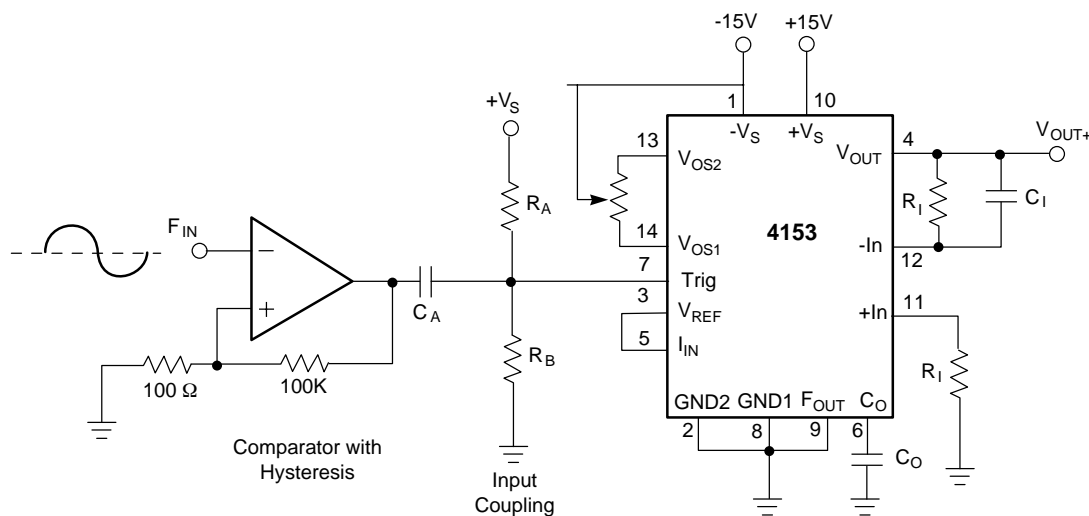 -15V +15V
+VS
1 10
-VS +VS
13 VOS2
VOUT 4
VOUT+
RA
RI
CI
FIN
−
4153
14 VOS1
-In
12
7 Trig
+
CA
3 VREF
11
+In
5 IIN
RB
100 Ω
100K
RI
GND2 GND1 FOUT CO
2 8 9 6
CO
Comparator with
Hysteresis
Input
Coupling